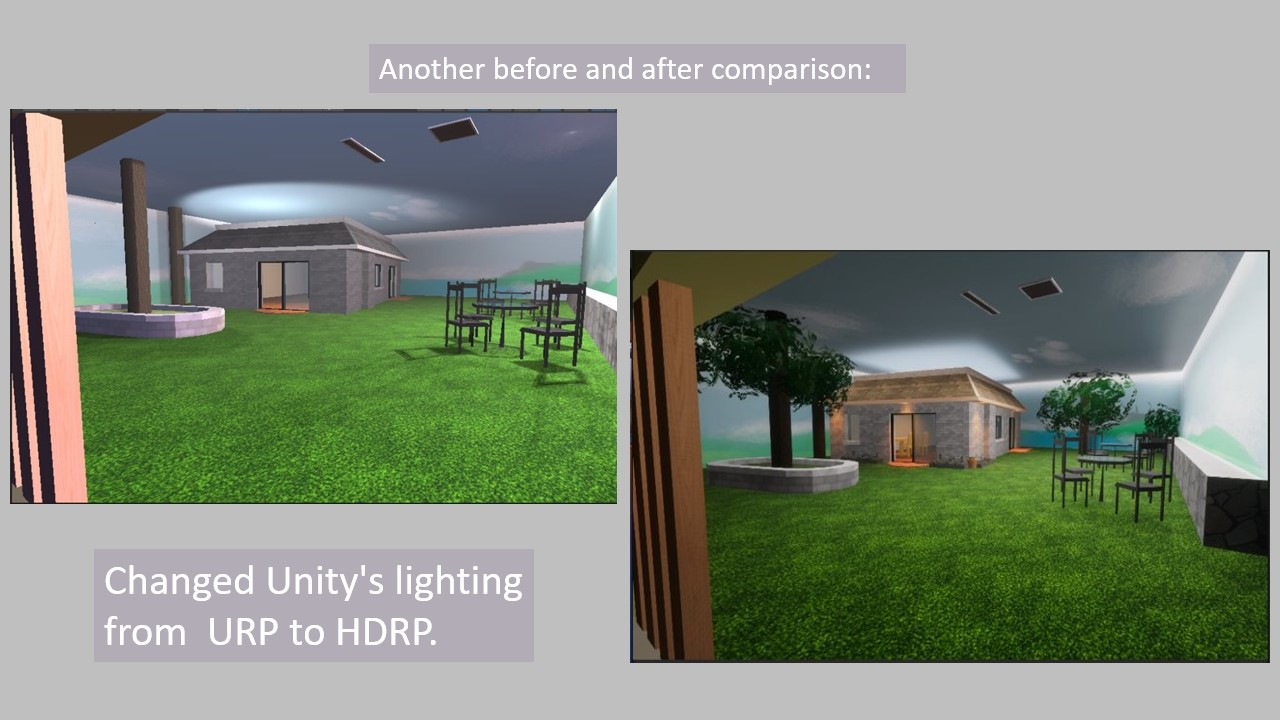 Another before and after comparison:
Changed Unity's lighting
from  URP to HDRP.